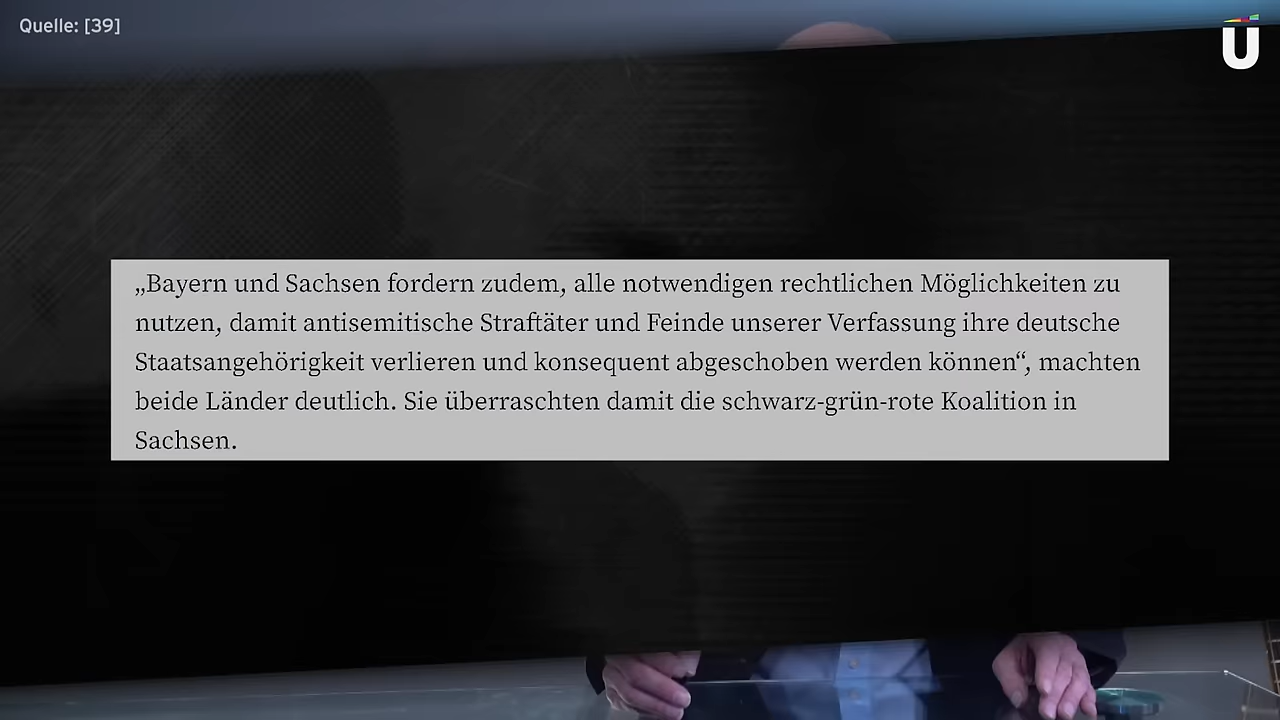 Quelle: [39]
U
„Bayern und Sachsen fordern zudem, alle notwendigen rechtlichen Möglichkeiten zu
nutzen, damit antisemitische Straftäter und Feinde unserer Verfassung ihre deutsche
Staatsangehörigkeit verlieren und konsequent abgeschoben werden können“, machten
beide Länder deutlich. Sie überraschten damit die schwarz-grün-rote Koalition in
Sachsen.